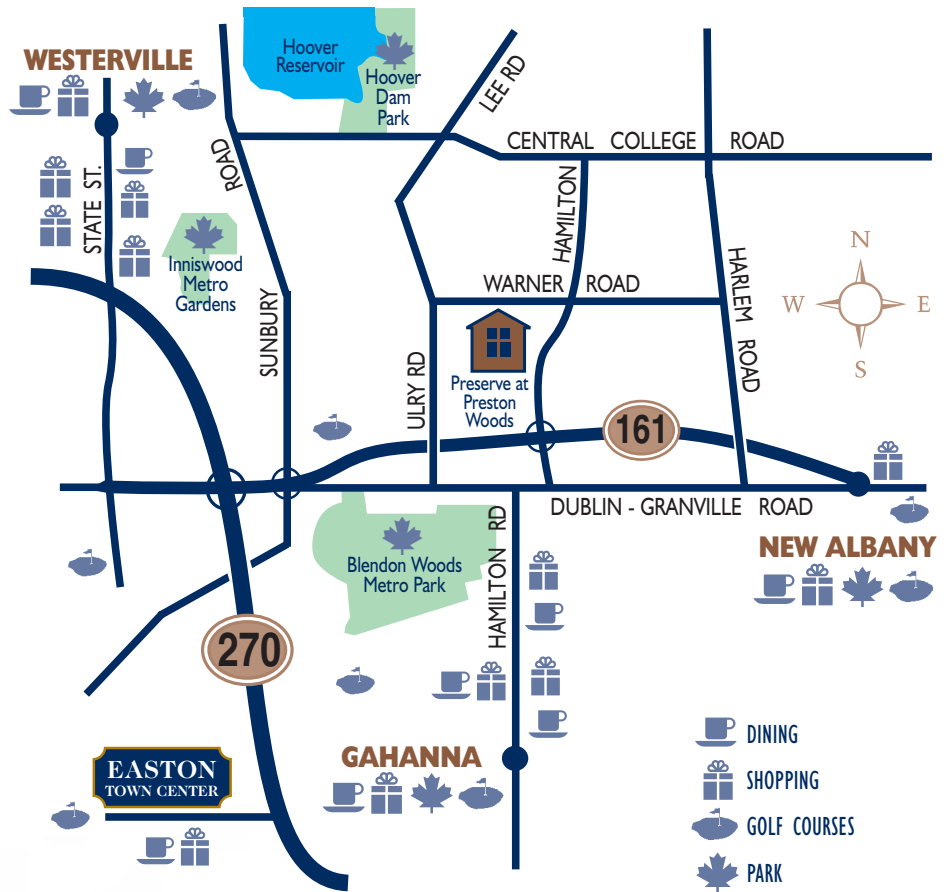 WESTERVILLE
Hoover
Reservoir
Hoover
Dam
Park
LEE RD
CENTRAL COLLEGE ROAD
ROAD
STATE ST.
HAMILTON
Inniswood
Metro
Gardens
SUNBURY
WARNER ROAD
HARLEM ROAD
N
W
E
S
ULRY RD
Preserve at
Preston
Woods
161
DUBLIN - GRANVILLE ROAD
NEW ALBANY
Blendon Woods
Metro Park
HAMILTON RD
270
GAHANNA
EASTON
TOWN CENTER
DINING
SHOPPING
GOLF COURSES
PARK